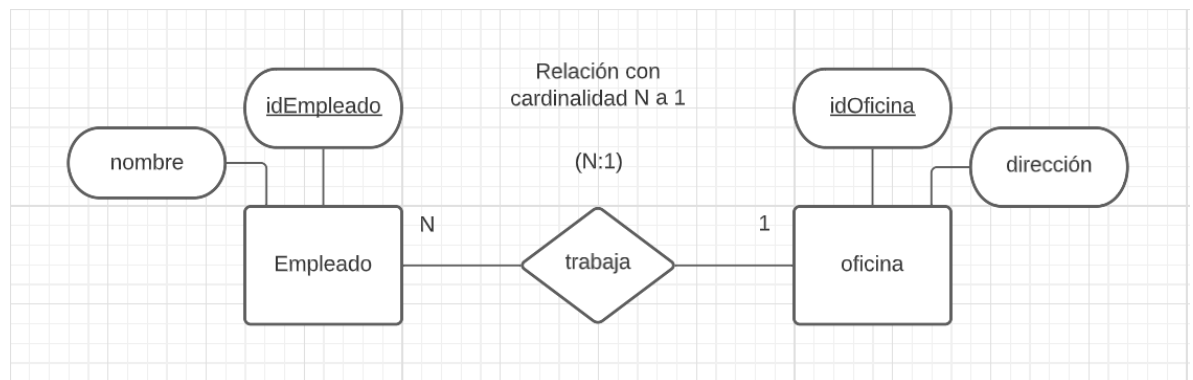 Relación con
cardinalidad N a 1
(N:1)
idEmpleado
nombre
Empleado
N
trabaja
1
idOficina
dirección
oficina